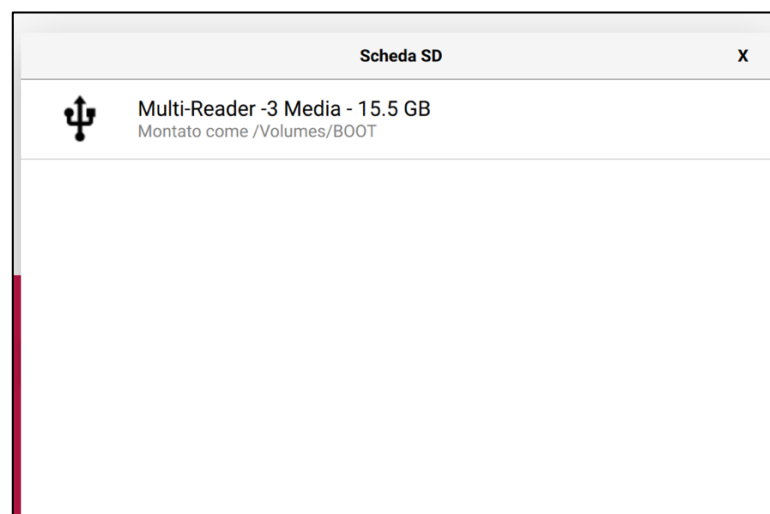 Scheda SD X
Multi-Reader -3 Media - 15.5 GB
Montato come /Volumes/BOOT